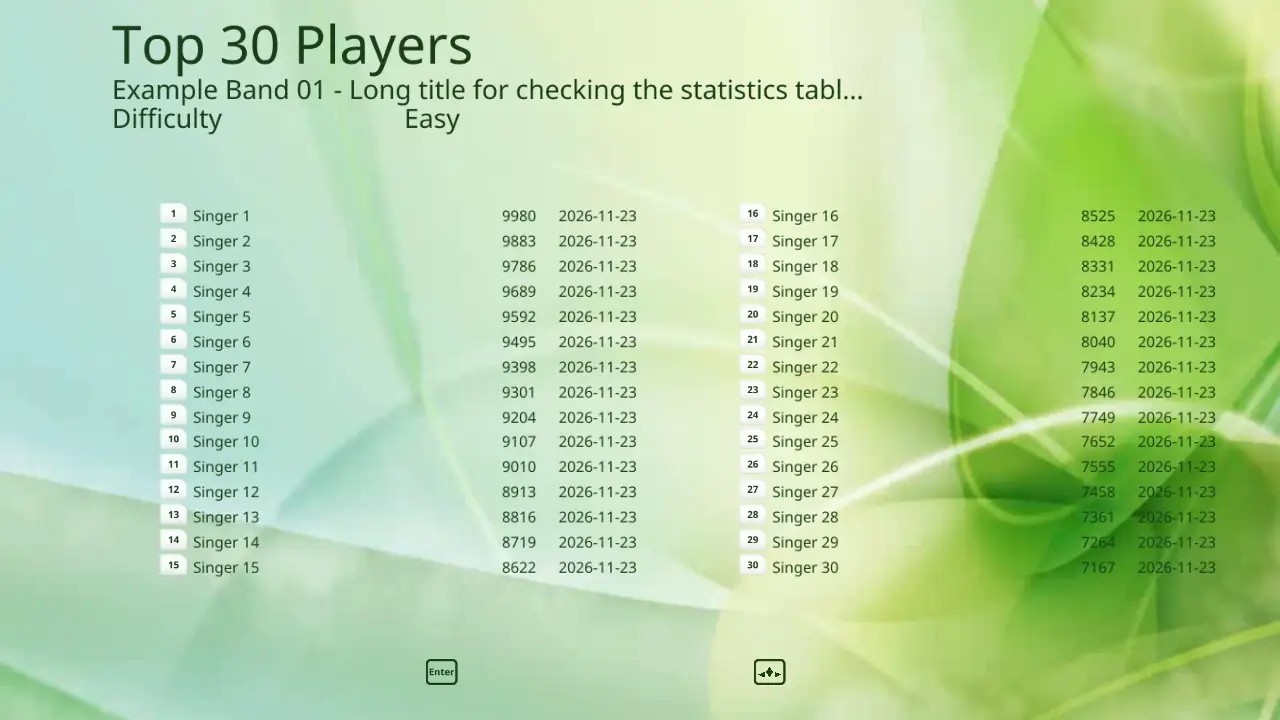 Top 30 Players
Example Band 01 - Long title for checking the statistics tabl...
Difficulty Easy
1 Singer 1 9980 2026-11-23
2 Singer 2 9883 2026-11-23
3 Singer 3 9786 2026-11-23
4 Singer 4 9689 2026-11-23
5 Singer 5 9592 2026-11-23
6 Singer 6 9495 2026-11-23
7 Singer 7 9398 2026-11-23
8 Singer 8 9301 2026-11-23
9 Singer 9 9204 2026-11-23
10 Singer 10 9107 2026-11-23
11 Singer 11 9010 2026-11-23
12 Singer 12 8913 2026-11-23
13 Singer 13 8816 2026-11-23
14 Singer 14 8719 2026-11-23
15 Singer 15 8622 2026-11-23
16 Singer 16 8525 2026-11-23
17 Singer 17 8428 2026-11-23
18 Singer 18 8331 2026-11-23
19 Singer 19 8234 2026-11-23
20 Singer 20 8137 2026-11-23
21 Singer 21 8040 2026-11-23
22 Singer 22 7943 2026-11-23
23 Singer 23 7846 2026-11-23
24 Singer 24 7749 2026-11-23
25 Singer 25 7652 2026-11-23
26 Singer 26 7555 2026-11-23
27 Singer 27 7458 2026-11-23
28 Singer 28 7361 2026-11-23
29 Singer 29 7264 2026-11-23
30 Singer 30 7167 2026-11-23
Enter